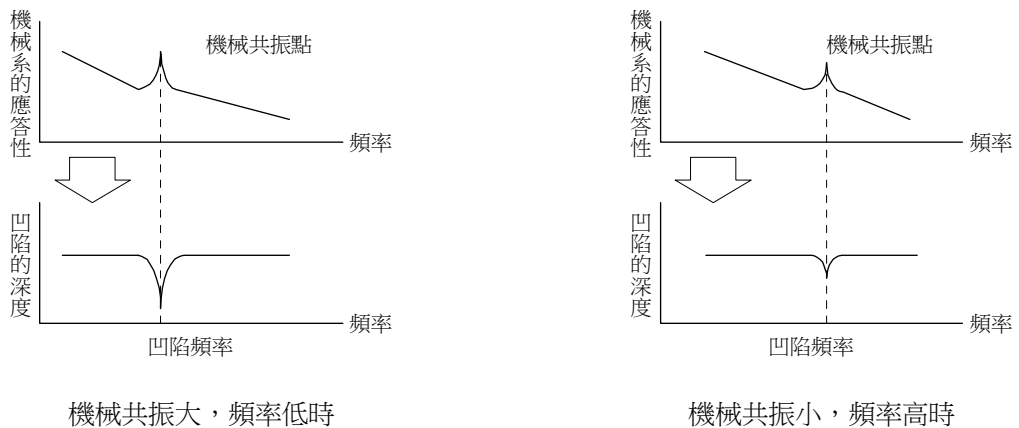 機械系的應答性
機械共振點
頻率
凹陷的深度
頻率
凹陷頻率
機械共振大，頻率低時
機械系的應答性
機械共振點
頻率
凹陷的深度
頻率
凹陷頻率
機械共振小，頻率高時